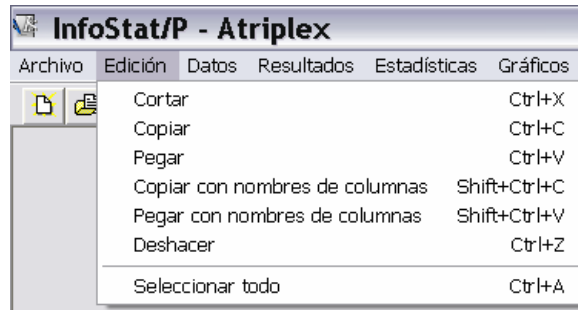 InfoStat/P - Atriplex
Archivo Edición Datos Resultados Estadísticas Gráficos
Cortar Ctrl+X
Copiar Ctrl+C
Pegar Ctrl+V
Copiar con nombres de columnas Shift+Ctrl+C
Pegar con nombres de columnas Shift+Ctrl+V
Deshacer Ctrl+Z
Seleccionar todo Ctrl+A